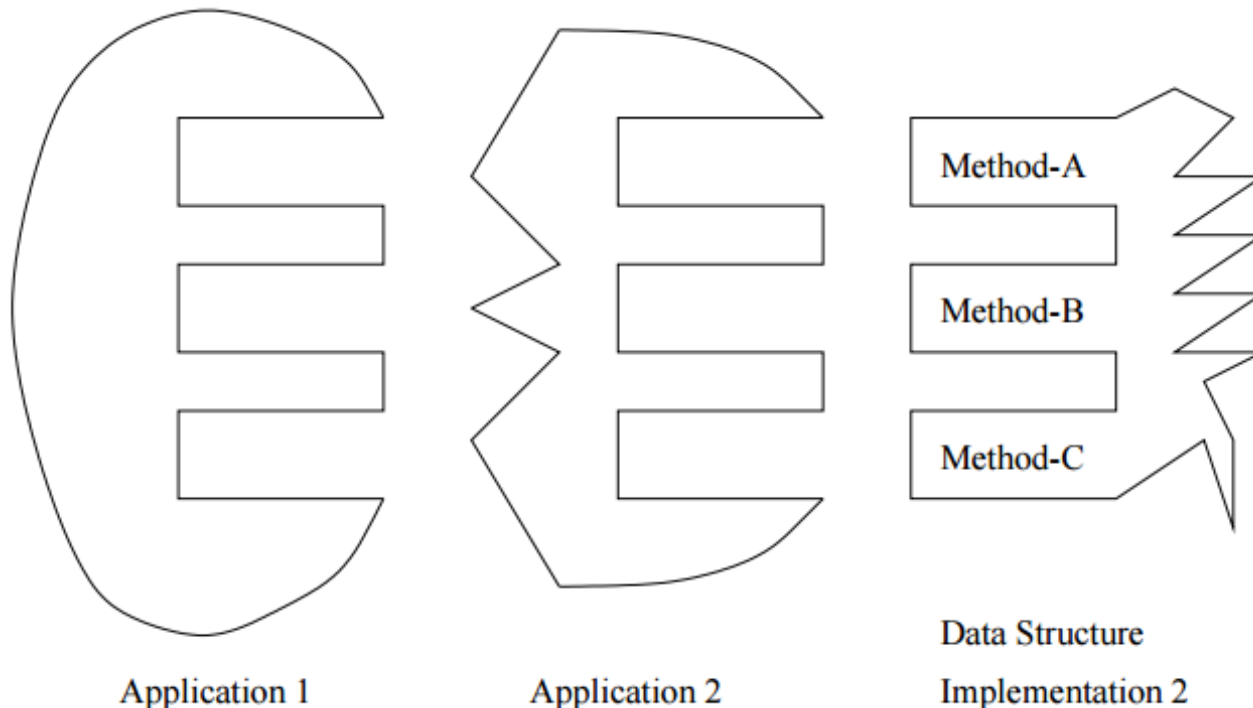 Method-A
Method-B
Method-C
Data Structure
Application 1
Application 2
Implementation 2